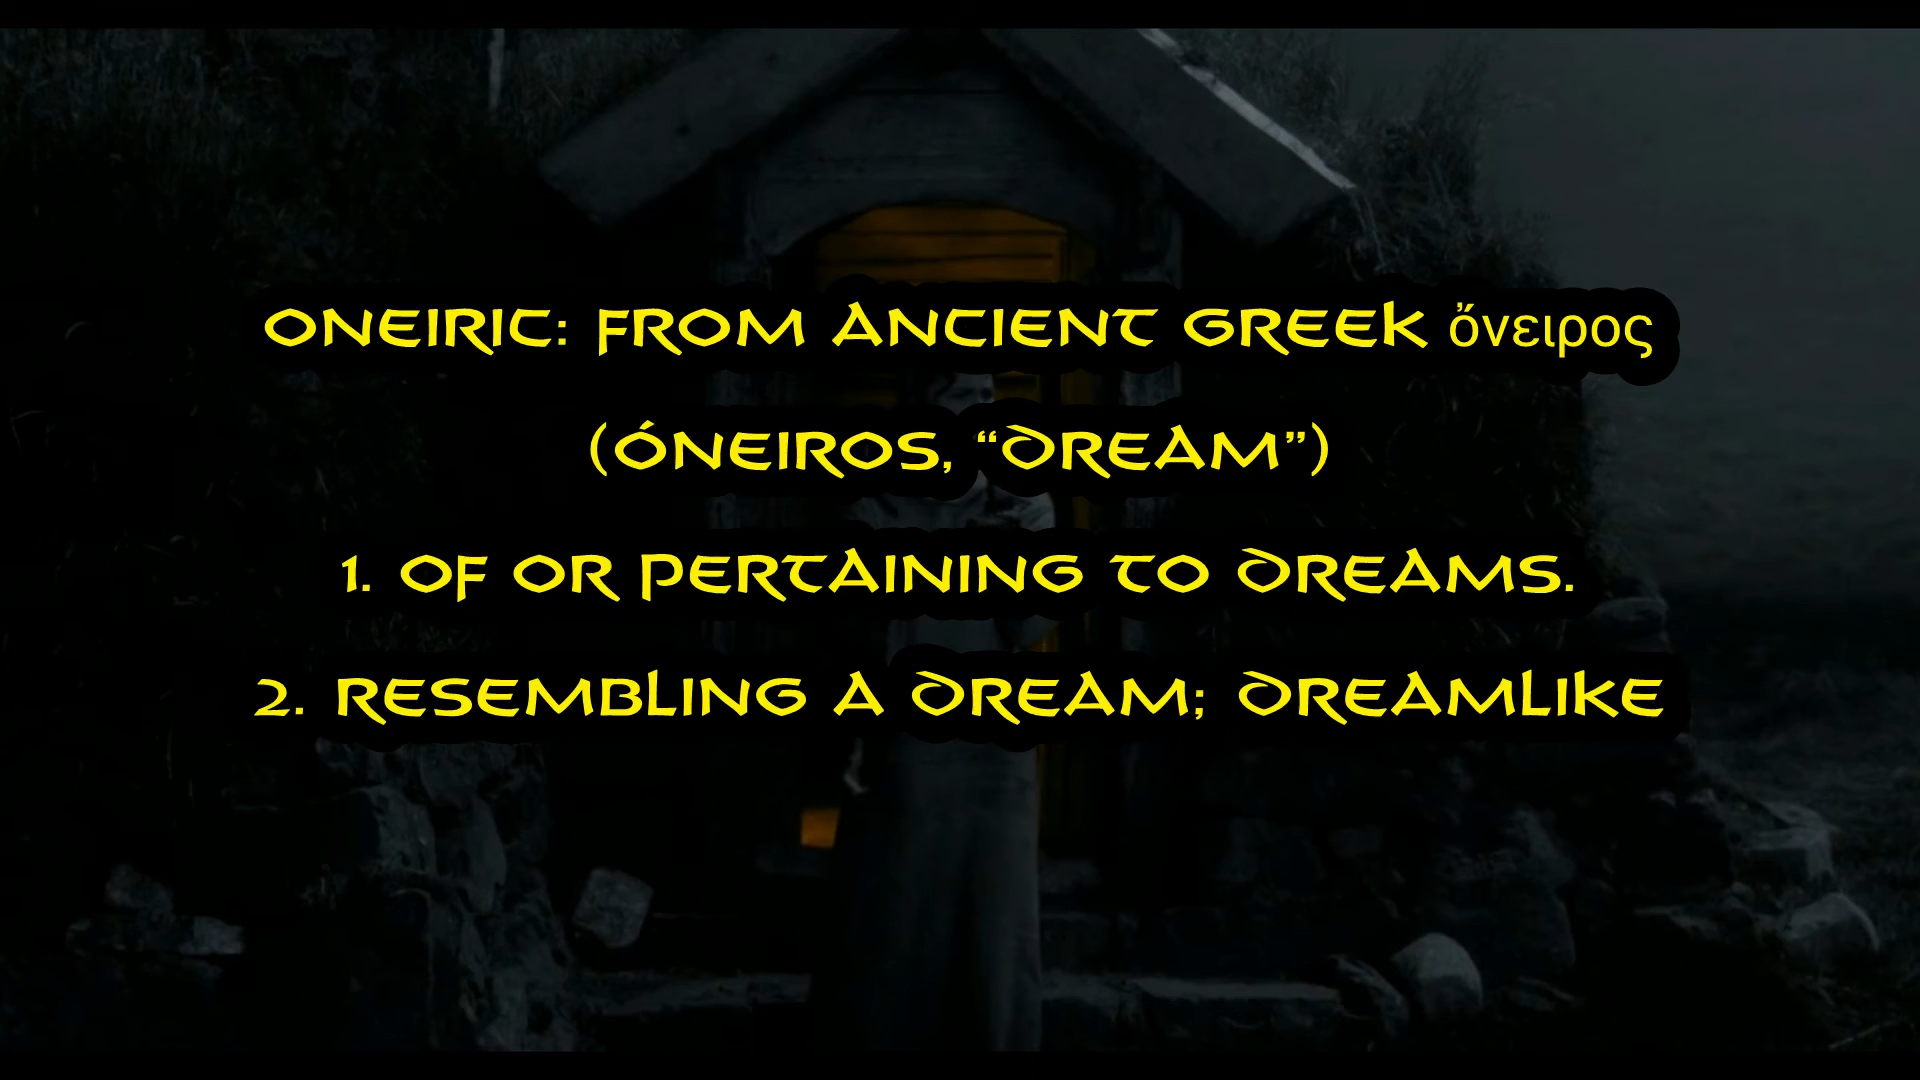 ONEIRIC: FROM ANCIENT GREEK ὄνειρος
(ÓNEIROS, “DREAM”)
1. OF OR PERTAINING TO DREAMS.
2. RESEMBLING A DREAM; DREAMLIKE